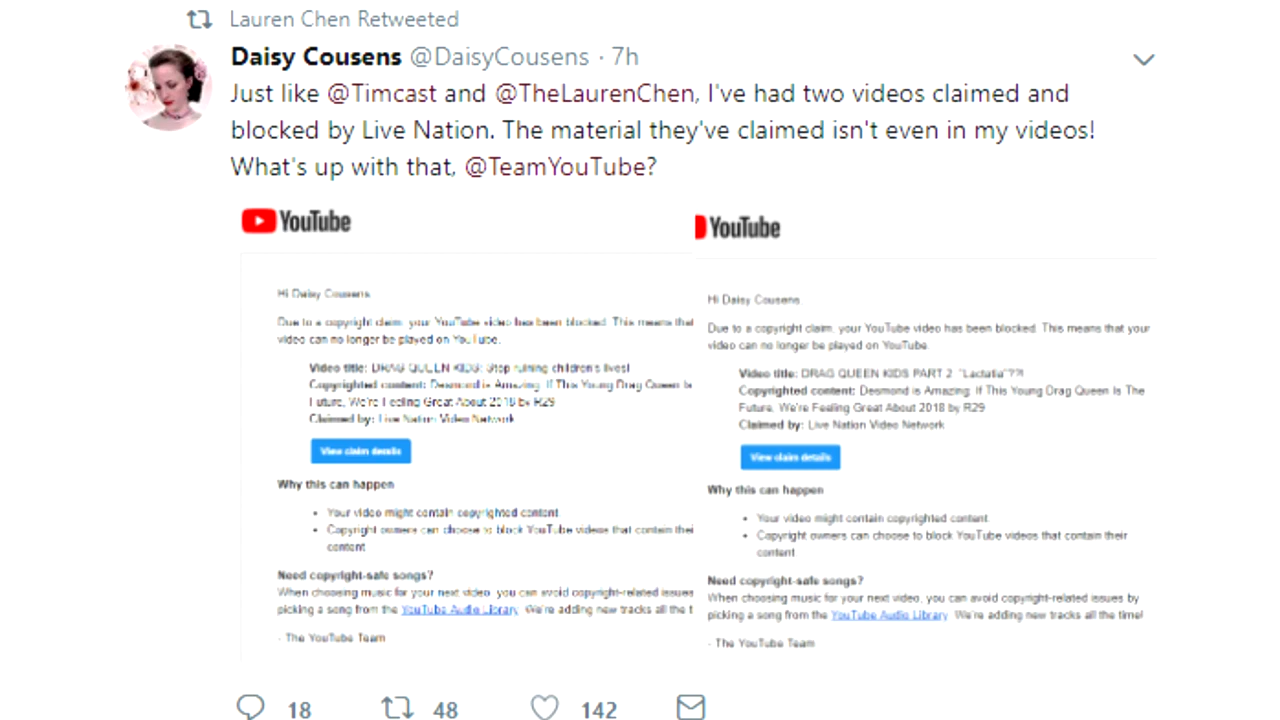 Lauren Chen Retweeted
Daisy Cousens @DaisyCousens · 7h
Just like @Timcast and @TheLaurenChen, I've had two videos claimed and
blocked by Live Nation. The material they've claimed isn't even in my videos!
What's up with that, @TeamYouTube?
YouTube
Hi Daisy Cousens
Due to a copyright claim, your YouTube video has been blocked. This means that
video can no longer be played on YouTube.
Video title: DRAG QUEEN KIDS: Stop ruining children's lives!
Copyrighted content: Desmond is Amazing: If This Young Drag Queen Is
Future, We're Feeling Great About 2018 by R29
Claimed by: Live Nation Video Network
View claim details
Why this can happen
• Your video might contain copyrighted content.
• Copyright owners can choose to block YouTube videos that contain thei
content
Need copyright-safe songs?
When choosing music for your next video, you can avoid copyright-related issues
picking a song from the YouTube Audio Library. We're adding new tracks all the t
- The YouTube Team
YouTube
Hi Daisy Cousens
Due to a copyright claim, your YouTube video has been blocked. This means that your
video can no longer be played on YouTube.
Video title: DRAG QUEEN KIDS PART 2: "Lactatia"?!
Copyrighted content: Desmond is Amazing: If This Young Drag Queen Is The
Future, We're Feeling Great About 2018 by R29
Claimed by: Live Nation Video Network
View claim details
Why this can happen
• Your video might contain copyrighted content.
• Copyright owners can choose to block YouTube videos that contain their
content
Need copyright-safe songs?
When choosing music for your next video, you can avoid copyright-related issues by
picking a song from the YouTube Audio Library. We're adding new tracks all the time!
- The YouTube Team
18 48 142